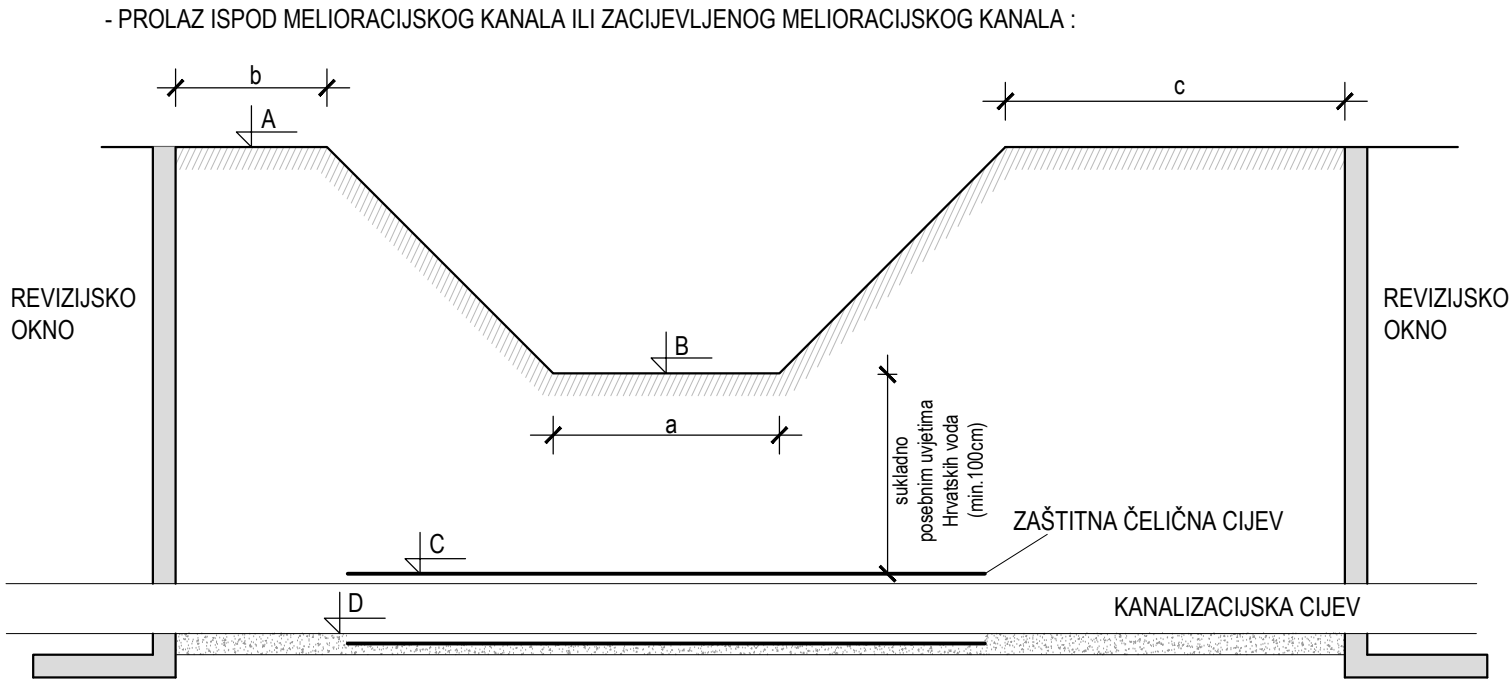 - PROLAZ ISPOD MELIORACIJSKOG KANALA ILI ZACIJEVLJENOG MELIORACIJSKOG KANALA :
b
c
A
REVIZIJSKO
OKNO
REVIZIJSKO
OKNO
B
a
sukladno
posebnim uvjetima
Hrvatskih voda
(min.100cm)
ZAŠTITNA ČELIČNA CIJEV
C
D
KANALIZACIJSKA CIJEV